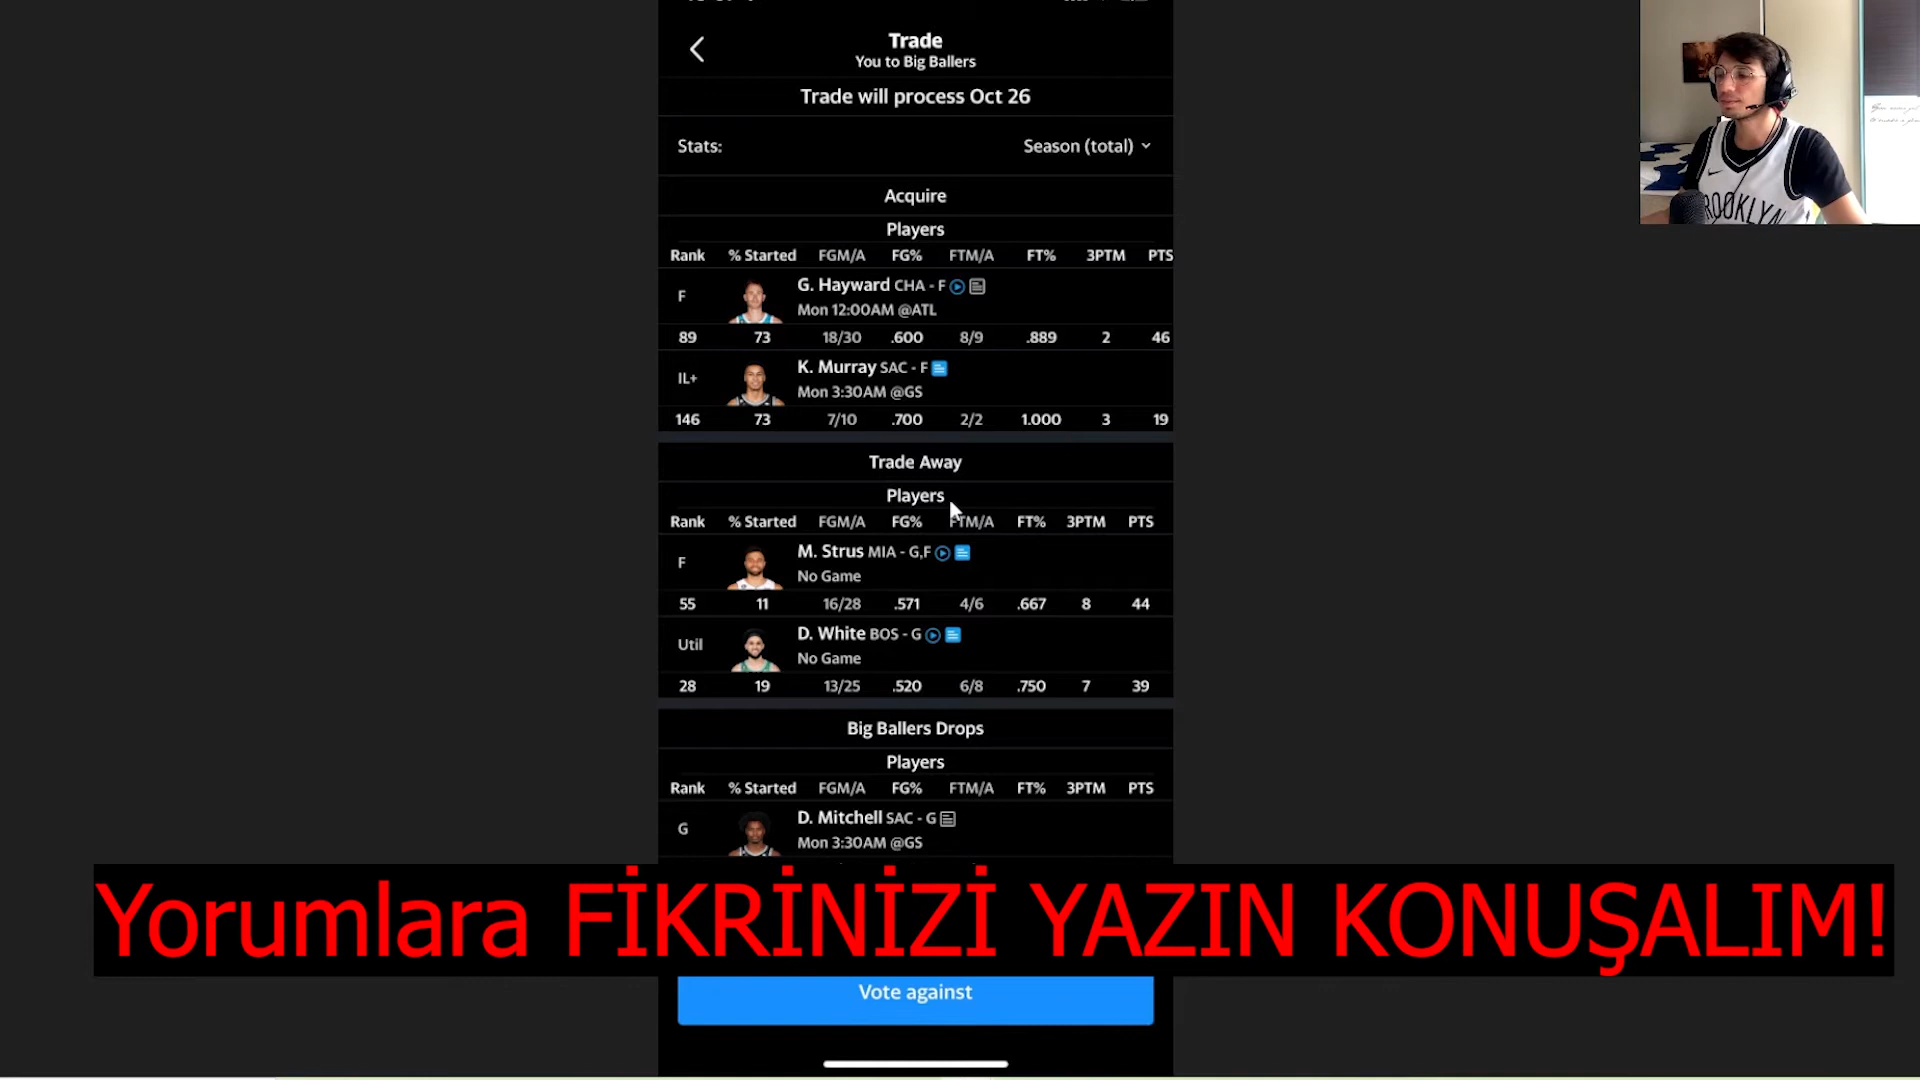 Trade
You to Big Ballers
Trade will process Oct 26
Stats: Season (total)
Acquire
Players
Rank % Started FGM/A FG% FTM/A FT% 3PTM PTS
G. Hayward CHA - F
F
Mon 12:00AM @ATL
89 73 18/30 .600 8/9 .889 2 46
K. Murray SAC - F
IL+
Mon 3:30AM @GS
146 73 7/10 .700 2/2 1.000 3 19
Trade Away
Players
Rank % Started FGM/A FG% FTM/A FT% 3PTM PTS
M. Strus MIA - G,F
F
No Game
55 11 16/28 .571 4/6 .667 8 44
D. White BOS - G
Util
No Game
28 19 13/25 .520 6/8 .750 7 39
Big Ballers Drops
Players
Rank % Started FGM/A FG% FTM/A FT% 3PTM PTS
D. Mitchell SAC - G
G
Mon 3:30AM @GS
Yorumlara FİKRİNİZİ YAZIN KONUŞALIM!
Vote against
ROOKLYN